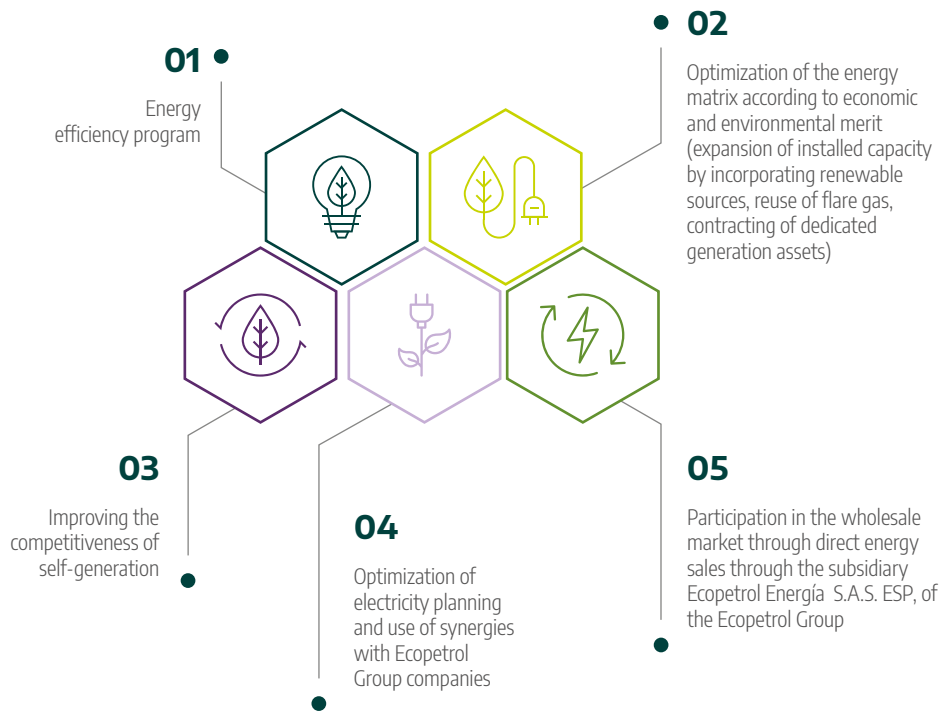 01
Energy
efficiency program
02
Optimization of the energy
matrix according to economic
and environmental merit
(expansion of installed capacity
by incorporating renewable
sources, reuse of flare gas,
contracting of dedicated
generation assets)
03
Improving the
competitiveness of
self-generation
04
Optimization of
electricity planning
and use of synergies
with Ecopetrol
Group companies
05
Participation in the wholesale
market through direct energy
sales through the subsidiary
Ecopetrol Energía S.A.S. ESP, of
the Ecopetrol Group